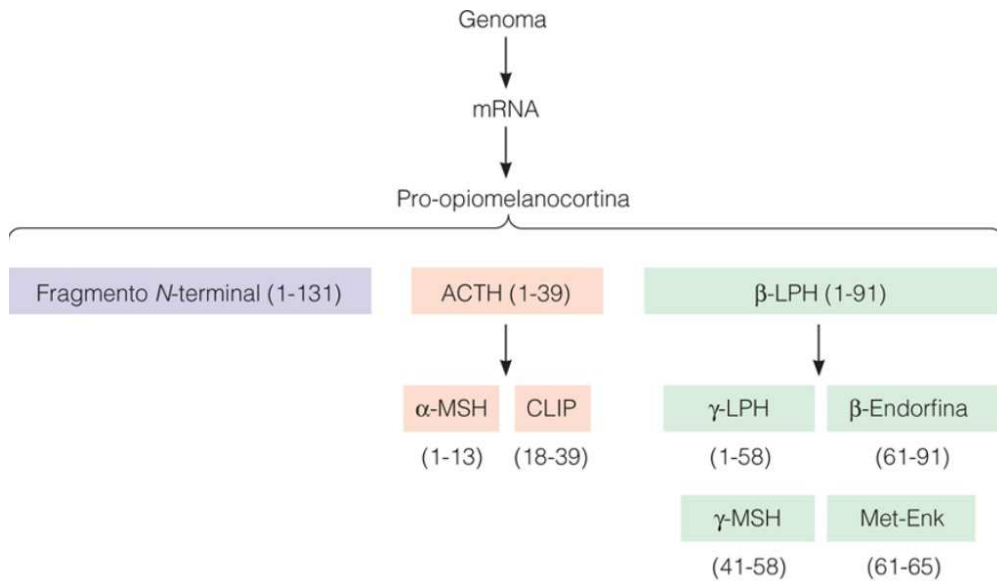 Genoma
mRNA
Pro-opiomelanocortina
Fragmento N-terminal (1-131) ACTH (1-39) β-LPH (1-91)
α-MSH CLIP γ-LPH β-Endorfina
(1-13) (18-39) (1-58) (61-91)
γ-MSH Met-Enk
(41-58) (61-65)